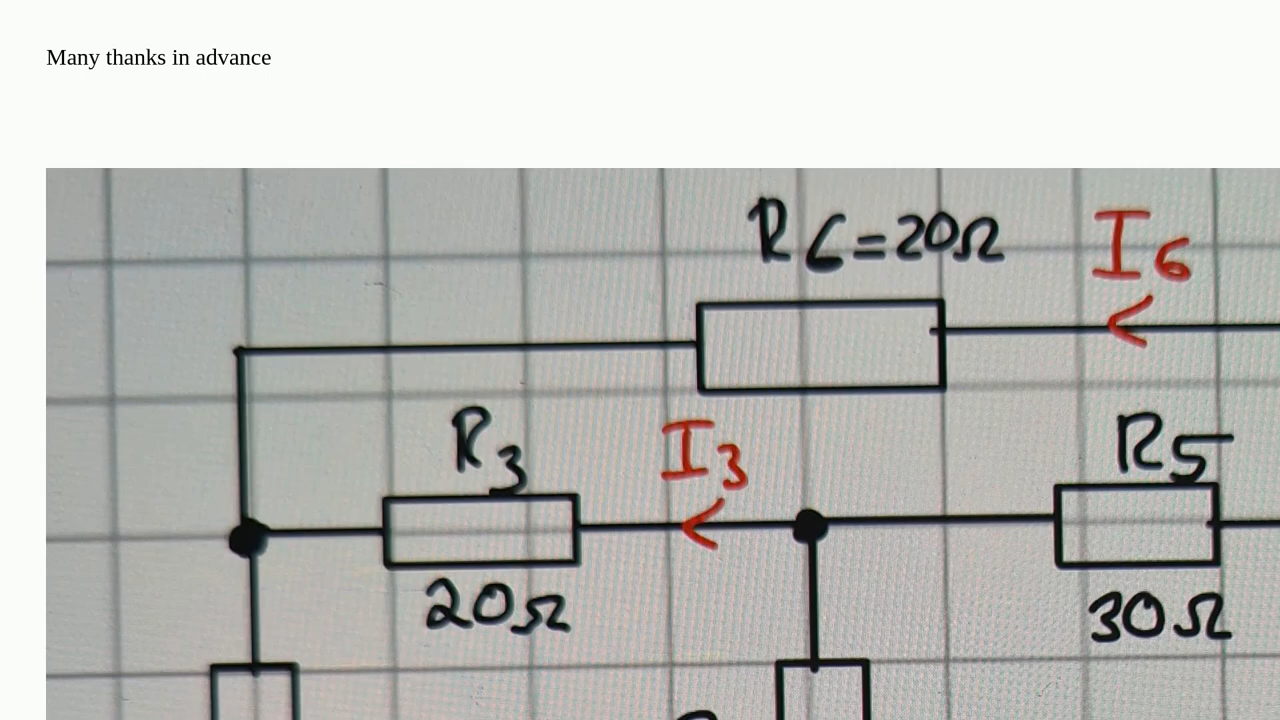 Many thanks in advance
R6=20Ω
I6
R3
I3
R5
20Ω
30Ω